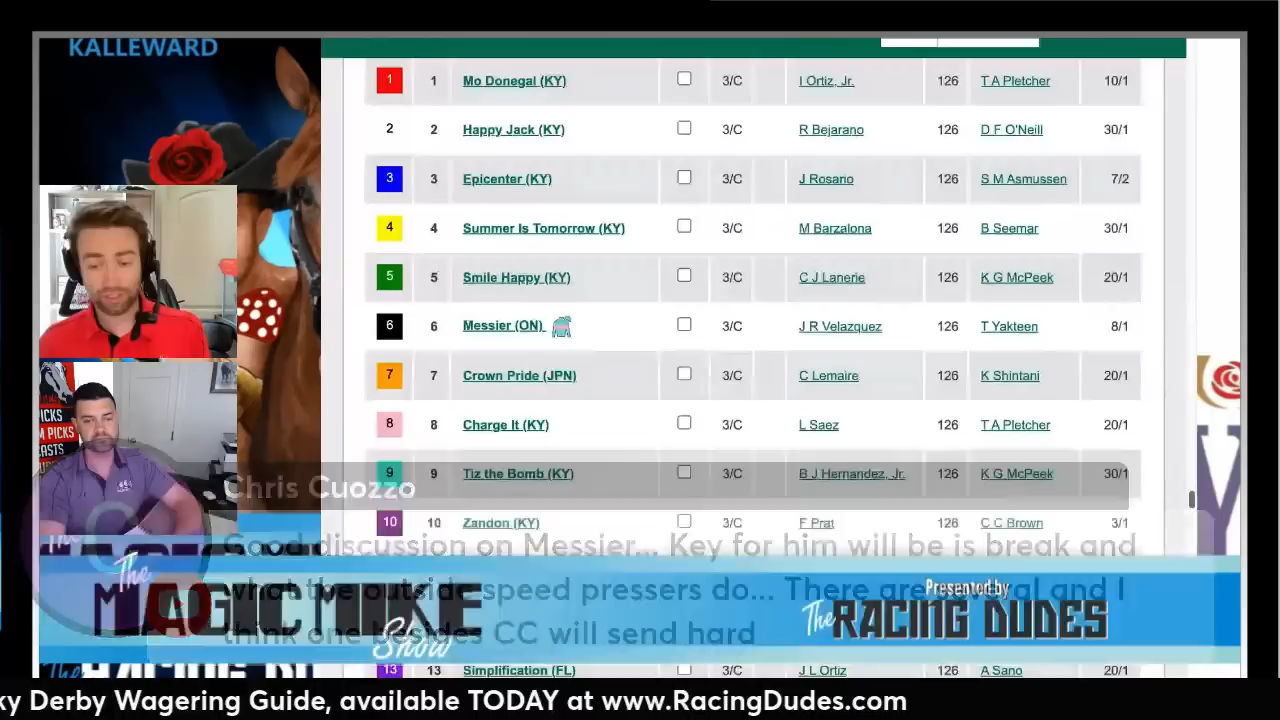 KALLEWARD
1 1 Mo Donegal (KY) 3/C I Ortiz, Jr. 126 T A Pletcher 10/1
2 2 Happy Jack (KY) 3/C R Bejarano 126 D F O'Neill 30/1
3 3 Epicenter (KY) 3/C J Rosario 126 S M Asmussen 7/2
4 4 Summer Is Tomorrow (KY) 3/C M Barzalona 126 B Seemar 30/1
5 5 Smile Happy (KY) 3/C C J Lanerie 126 K G McPeek 20/1
6 6 Messier (ON) 3/C J R Velazquez 126 T Yakteen 8/1
7 7 Crown Pride (JPN) 3/C C Lemaire 126 K Shintani 20/1
8 8 Charge It (KY) 3/C L Saez 126 T A Pletcher 20/1
9 9 Tiz the Bomb (KY) 3/C B J Hernandez, Jr. 126 K G McPeek 30/1
10 10 Zandon (KY) 3/C F Prat 126 C C Brown 3/1
13 13 Simplification (FL) 3/C J L Ortiz 126 A Sano 20/1
ICKS
M PICKS
ASTS
Chris Cuozzo
Good discussion on Messier... Key for him will be is break and
what the outside speed pressers do... There are several and I
think one besides CC will send hard
The
MAGIC MIKE
Show
Presented by
The RACING DUDES
ky Derby Wagering Guide, available TODAY at www.RacingDudes.com